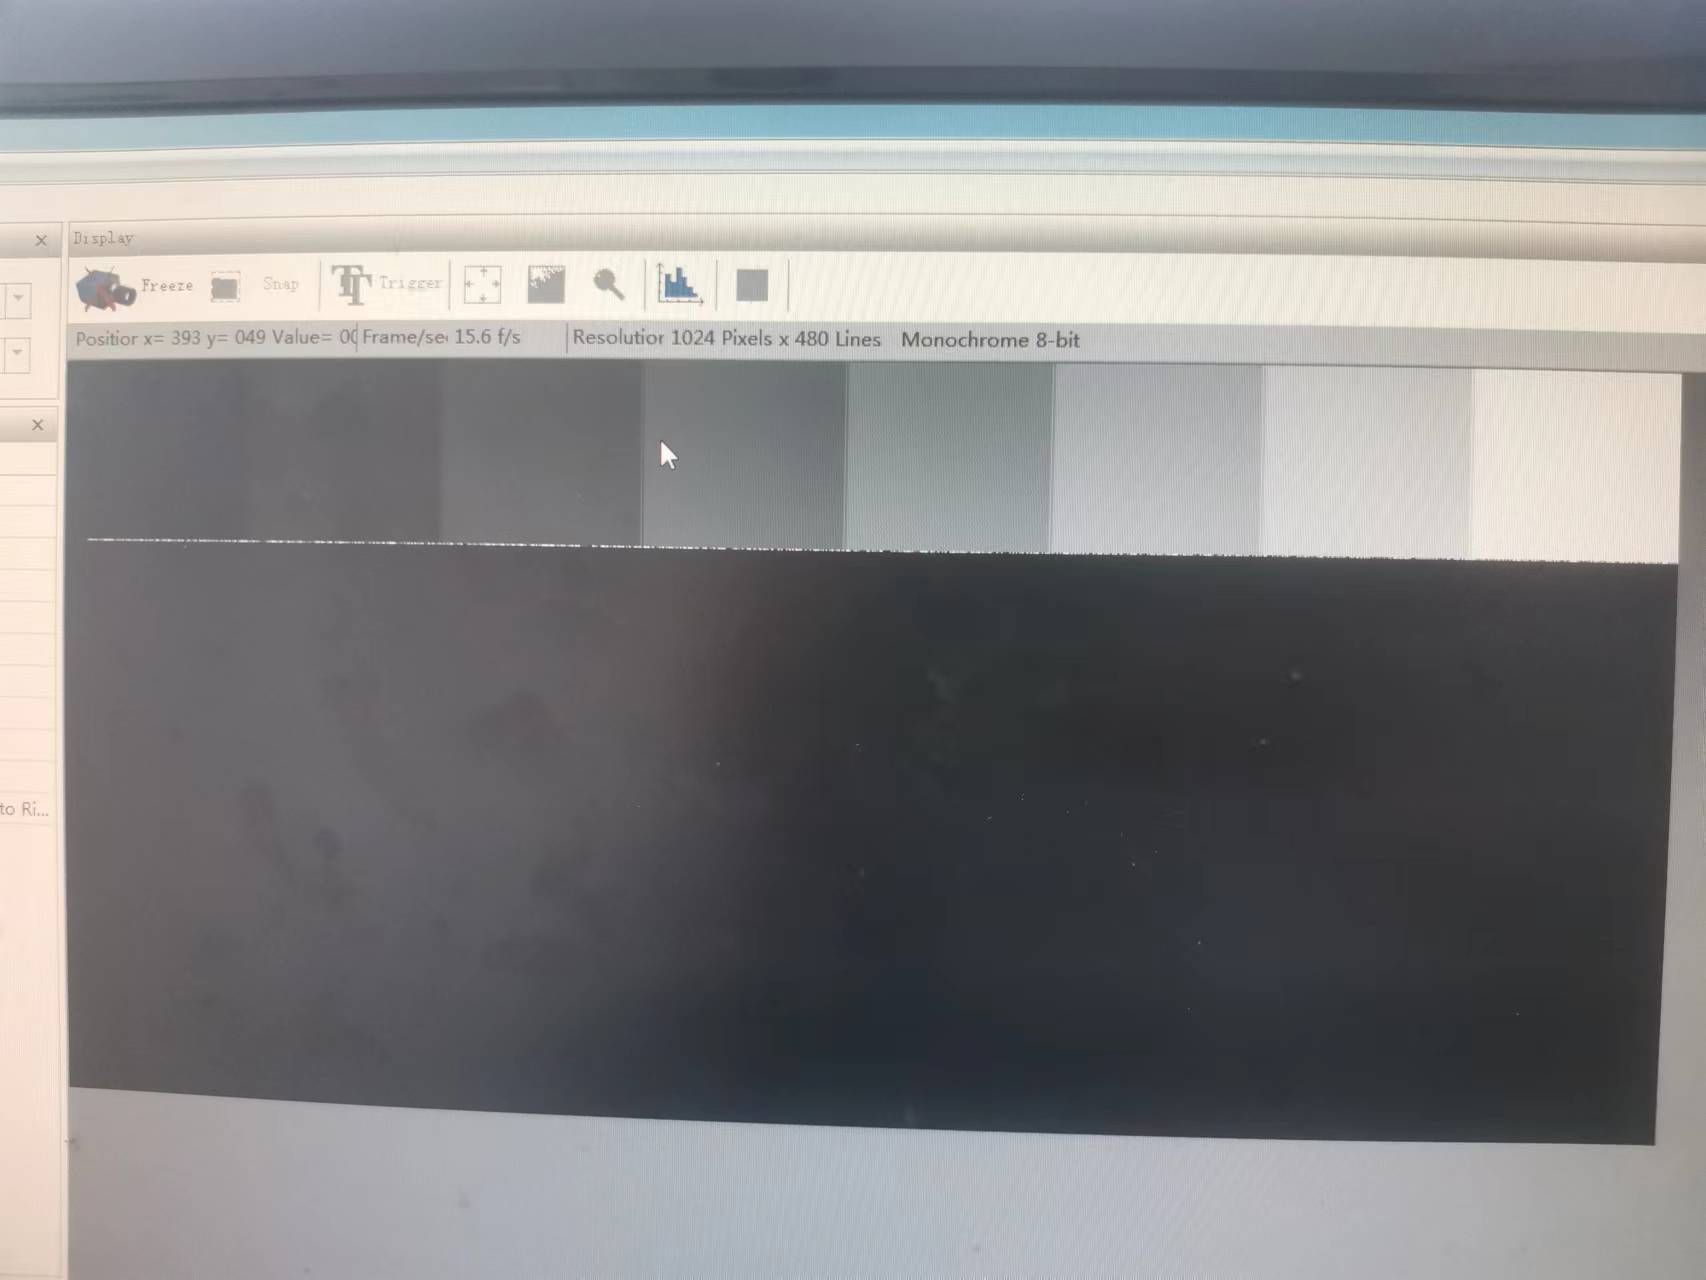 Display
Freeze Snap Trigger
Positior x= 393 y= 049 Value= 0 Frame/se 15.6 f/s Resolutior 1024 Pixels x 480 Lines Monochrome 8-bit
to Ri...